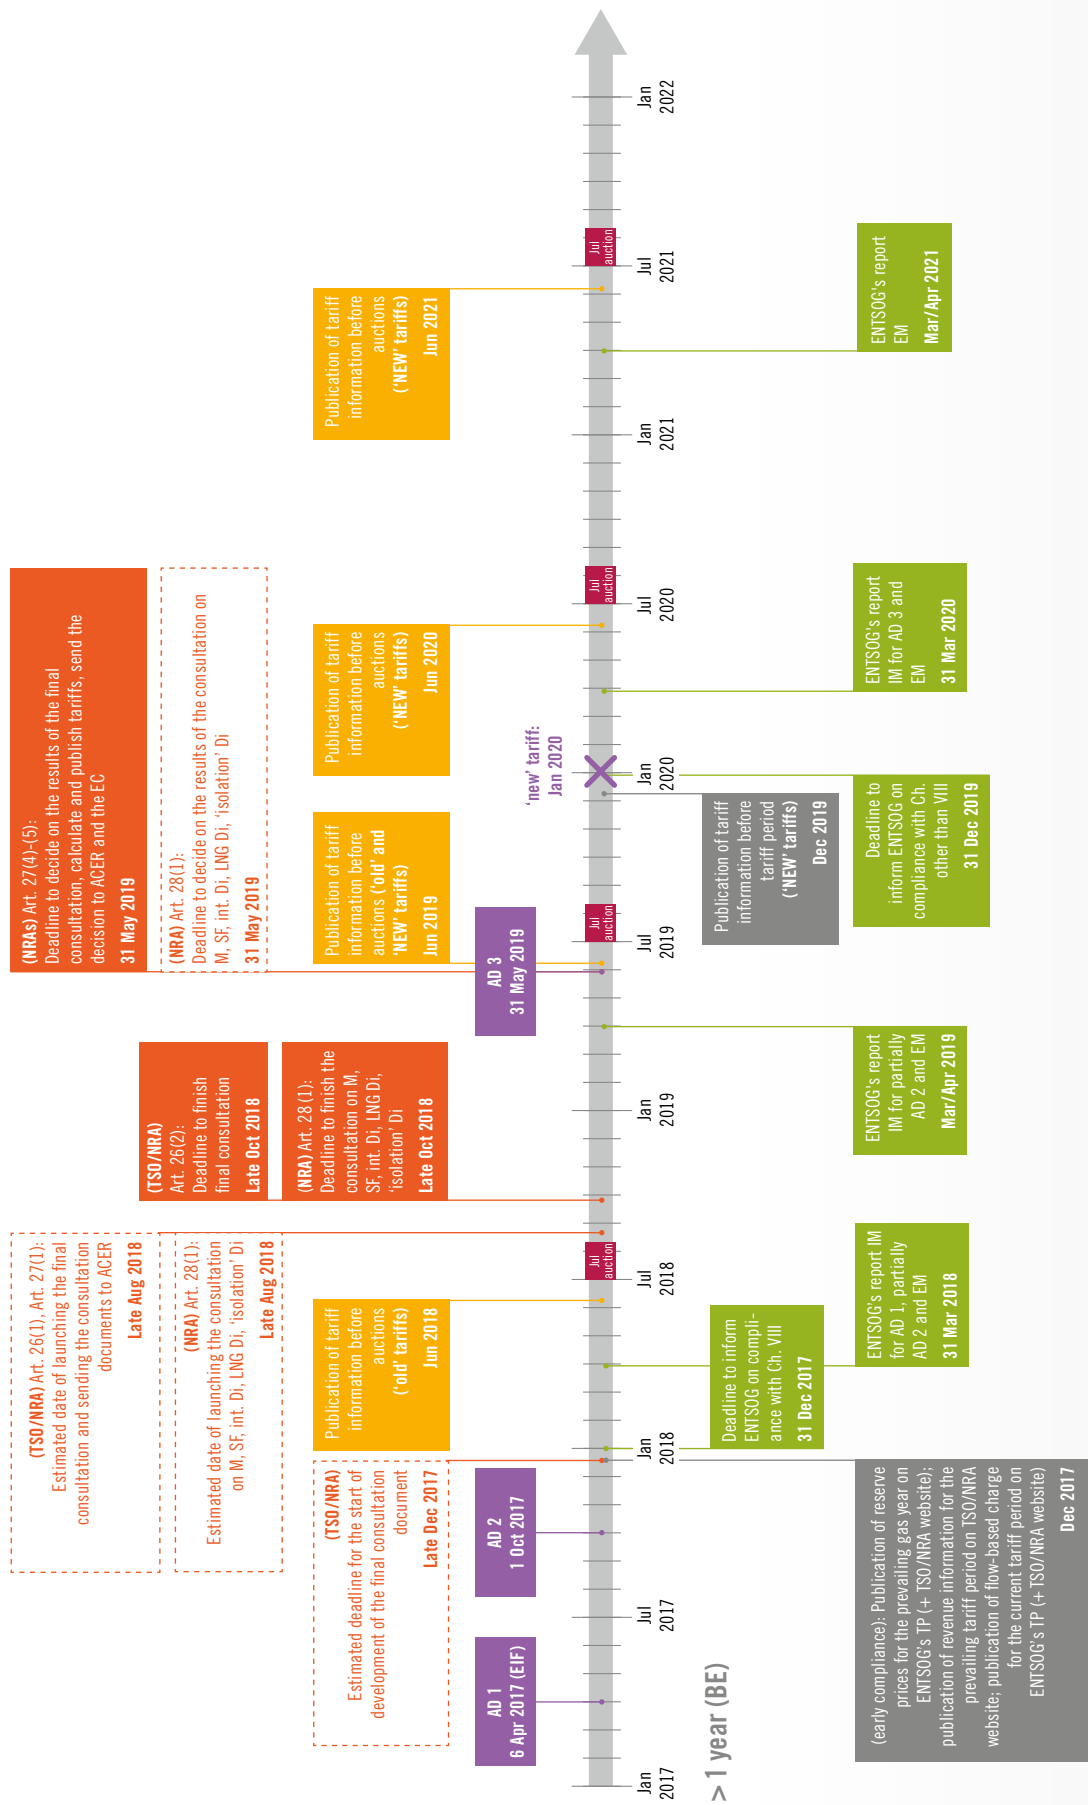 (NRAs) Art. 27(4)-(5):
Deadline to decide on the results of the final
consultation, calculate and publish tariffs, send the
decision to ACER and the EC
31 May 2019
(NRA) Art. 28(1):
Deadline to decide on the results of the consultation on
M, SF, int. Di, LNG Di, ‘isolation’ Di
31 May 2019
(TSO/NRA) Art. 26(1), Art. 27(1):
Estimated date of launching the final
consultation and sending the consultation
documents to ACER
Late Aug 2018
(NRA) Art. 28(1):
Estimated date of launching the consultation
on M, SF, int. Di, LNG Di, ‘isolation’ Di
Late Aug 2018
(TSO/NRA)
Art. 26(2):
Deadline to finish
final consultation
Late Oct 2018
(NRA) Art. 28 (1):
Deadline to finish the
consultation on M,
SF, int. Di, LNG Di,
‘isolation’ Di
Late Oct 2018
(TSO/NRA)
Estimated deadline for the start of
development of the final consultation
document
Late Dec 2017
Publication of tariff
information before
auctions
(‘old’ tariffs)
Jun 2018
Publication of tariff
information before
auctions (‘old’ and
‘NEW’ tariffs)
Jun 2019
Publication of tariff
information before
auctions
(‘NEW’ tariffs)
Jun 2020
Publication of tariff
information before
auctions
(‘NEW’ tariffs)
Jun 2021
AD 1
6 Apr 2017 (EIF)
AD 2
1 Oct 2017
AD 3
31 May 2019
‘new’ tariff:
Jan 2020
Jul
auction
Jul
auction
Jul
auction
Jul
auction
Jan
2017
Jul
2017
Jan
2018
Jul
2018
Jan
2019
Jul
2019
Jan
2020
Jul
2020
Jan
2021
Jul
2021
Jan
2022
> 1 year (BE)
Deadline to inform
ENTSOG on compli-
ance with Ch. VIII
31 Dec 2017
Publication of tariff
information before
tariff period
(‘NEW’ tariffs)
Dec 2019
(early compliance): Publication of reserve
prices for the prevailing gas year on
ENTSOG's TP (+ TSO/NRA website);
publication of revenue information for the
prevailing tariff period on TSO/NRA
website; publication of flow-based charge
for the current tariff period on
ENTSOG's TP (+ TSO/NRA website)
Dec 2017
ENTSOG's report IM
for AD 1, partially
AD 2 and EM
31 Mar 2018
ENTSOG's report
IM for partially
AD 2 and EM
Mar/Apr 2019
Deadline to
inform ENTSOG on
compliance with Ch.
other than VIII
31 Dec 2019
ENTSOG's report
IM for AD 3 and
EM
31 Mar 2020
ENTSOG's report
EM
Mar/Apr 2021